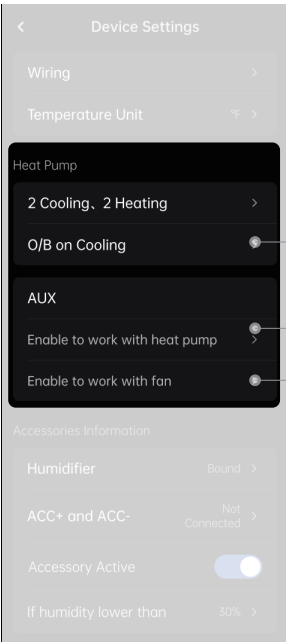 Device Settings
Wiring
Temperature Unit °F
Heat Pump
2 Cooling、2 Heating
O/B on Cooling
AUX
Enable to work with heat pump
Enable to work with fan
Accessories Information
Humidifier Bound
ACC+ and ACC- Not Connected
Accessory Active
If humidity lower than 30%